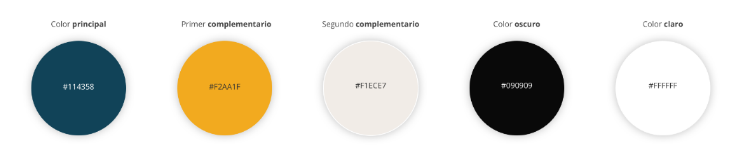 Color principal
Primer complementario
Segundo complementario
Color oscuro
Color claro
#114358
#F2AA1F
#F1ECE7
#090909
#FFFFFF